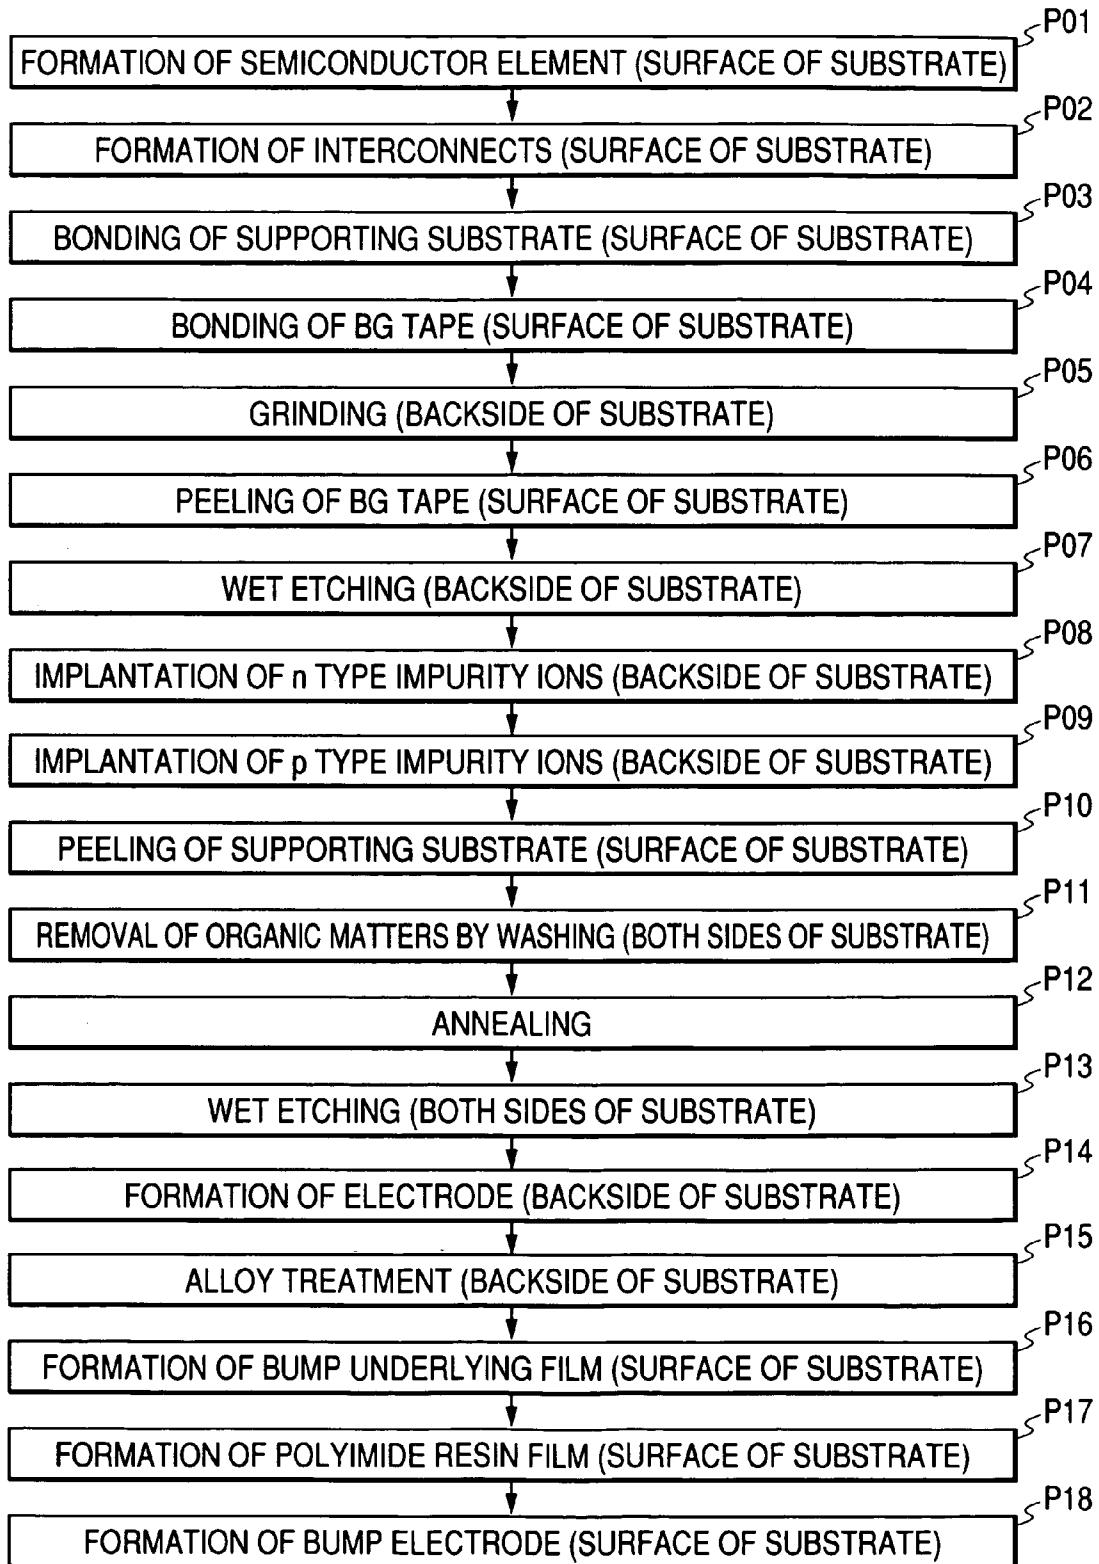 P01
FORMATION OF SEMICONDUCTOR ELEMENT (SURFACE OF SUBSTRATE)
P02
FORMATION OF INTERCONNECTS (SURFACE OF SUBSTRATE)
P03
BONDING OF SUPPORTING SUBSTRATE (SURFACE OF SUBSTRATE)
P04
BONDING OF BG TAPE (SURFACE OF SUBSTRATE)
P05
GRINDING (BACKSIDE OF SUBSTRATE)
P06
PEELING OF BG TAPE (SURFACE OF SUBSTRATE)
P07
WET ETCHING (BACKSIDE OF SUBSTRATE)
P08
IMPLANTATION OF n TYPE IMPURITY IONS (BACKSIDE OF SUBSTRATE)
P09
IMPLANTATION OF p TYPE IMPURITY IONS (BACKSIDE OF SUBSTRATE)
P10
PEELING OF SUPPORTING SUBSTRATE (SURFACE OF SUBSTRATE)
P11
REMOVAL OF ORGANIC MATTERS BY WASHING (BOTH SIDES OF SUBSTRATE)
P12
ANNEALING
P13
WET ETCHING (BOTH SIDES OF SUBSTRATE)
P14
FORMATION OF ELECTRODE (BACKSIDE OF SUBSTRATE)
P15
ALLOY TREATMENT (BACKSIDE OF SUBSTRATE)
P16
FORMATION OF BUMP UNDERLYING FILM (SURFACE OF SUBSTRATE)
P17
FORMATION OF POLYIMIDE RESIN FILM (SURFACE OF SUBSTRATE)
P18
FORMATION OF BUMP ELECTRODE (SURFACE OF SUBSTRATE)